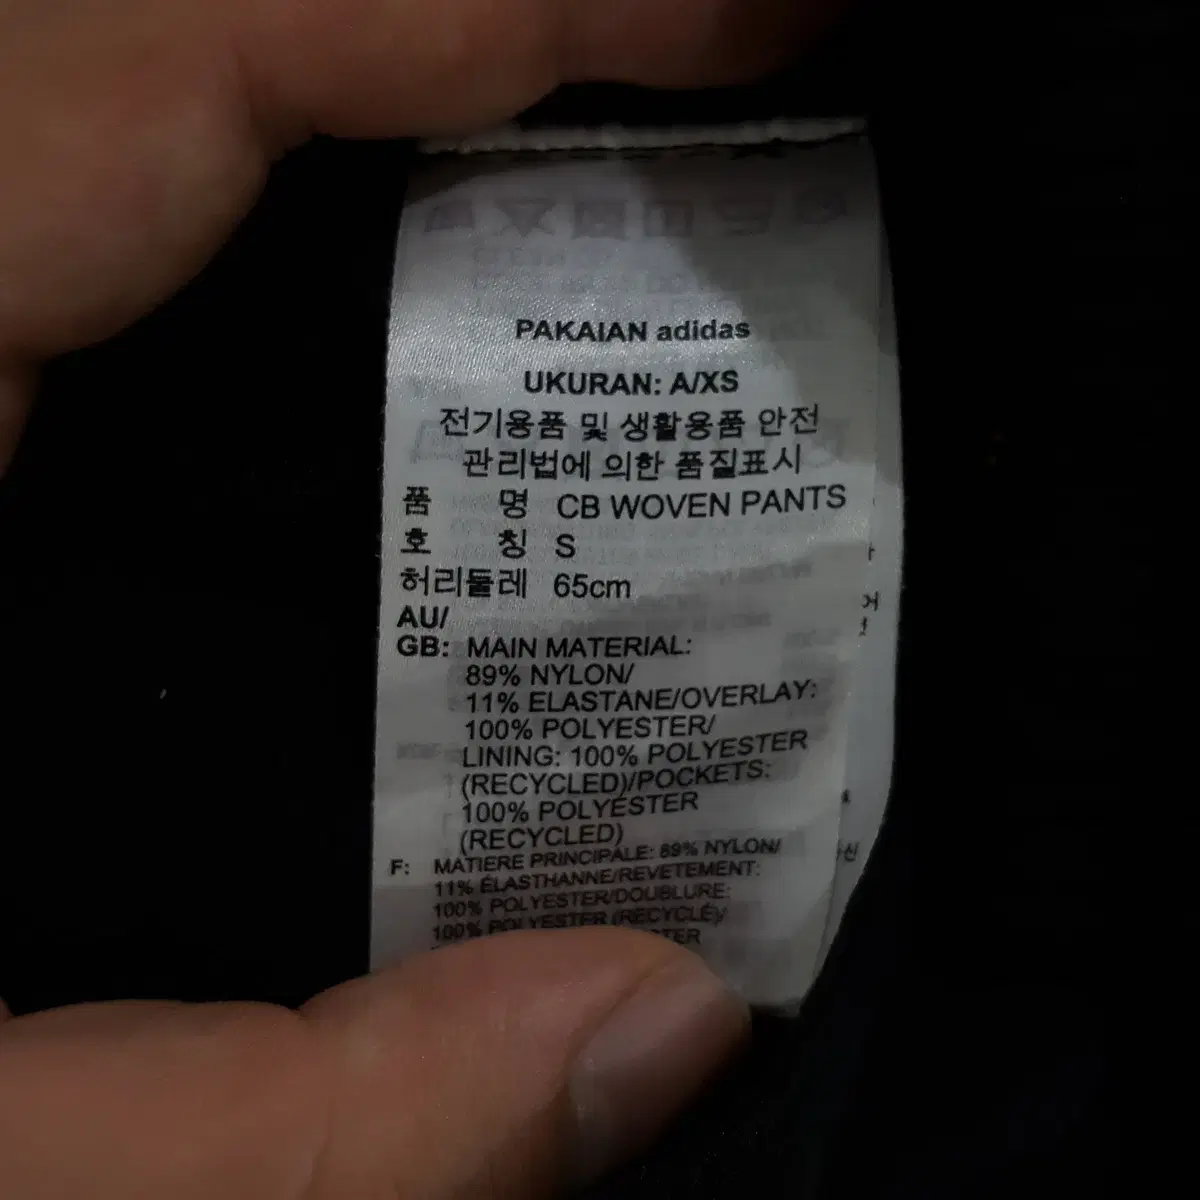 PAKAIAN adidas
UKURAN: A/XS
전기용품 및 생활용품 안전
관리법에 의한 품질표시
품 명 CB WOVEN PANTS
호 칭 S
허리둘레 65cm
AU/
GB: MAIN MATERIAL:
89% NYLON/
11% ELASTANE/OVERLAY:
100% POLYESTER/
LINING: 100% POLYESTER
(RECYCLED)/POCKETS:
100% POLYESTER
(RECYCLED)
F: MATIERE PRINCIPALE: 89% NYLON/
11% ÉLASTHANNE/REVETEMENT:
100% POLYESTER/DOUBLURE:
100% POLYESTER (RECYCLÉ)/